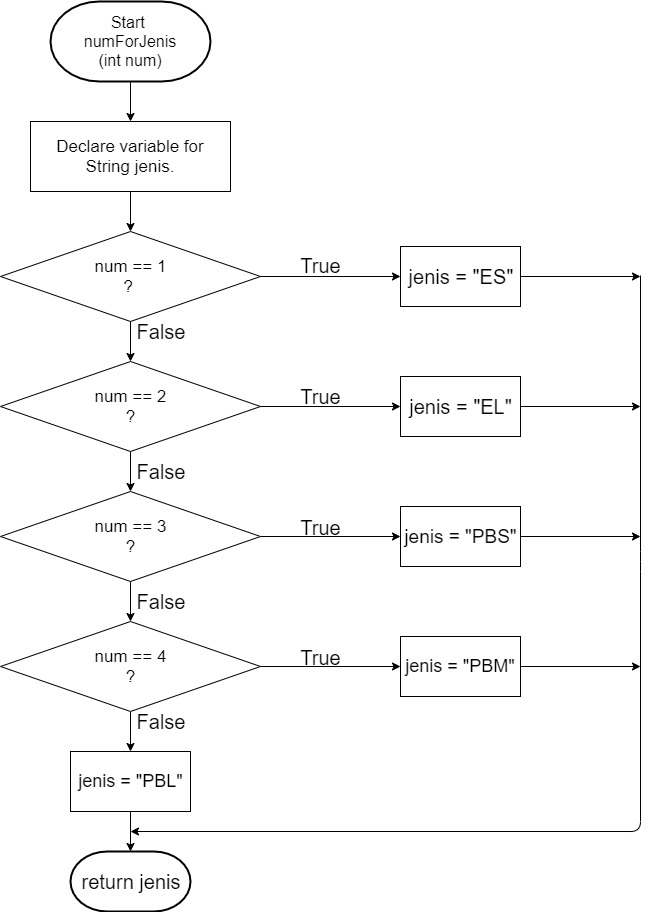 Start
numForJenis
(int num)
Declare variable for
String jenis.
num == 1
?
True
jenis = "ES"
False
num == 2
?
True
jenis = "EL"
False
num == 3
?
True
jenis = "PBS"
False
num == 4
?
True
jenis = "PBM"
False
jenis = "PBL"
return jenis